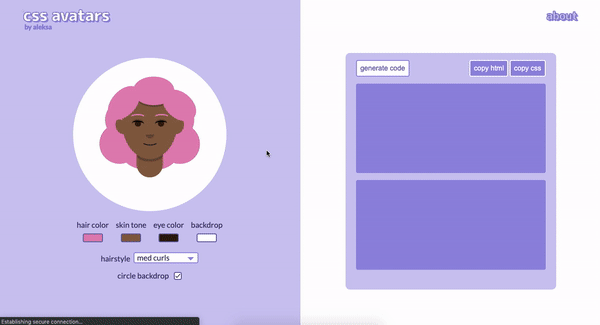 css avatars
by aleksa
about
generate code
copy html
copy css
hair color
skin tone
eye color
backdrop
hairstyle
med curls
circle backdrop
Establishing secure connection...